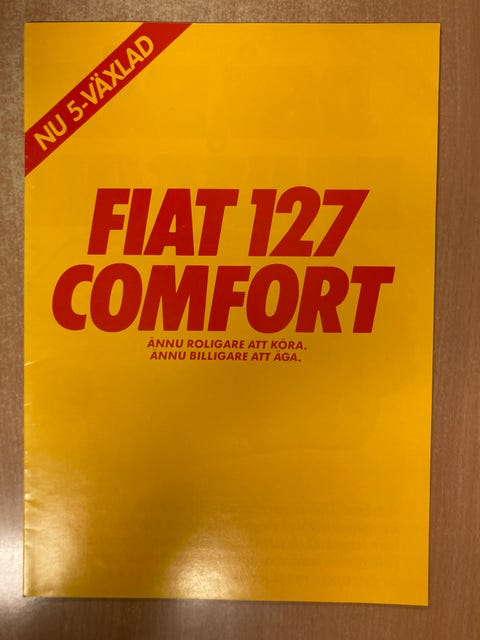 NU 5-VÄXLAD
FIAT 127
COMFORT
ÄNNU ROLIGARE ATT KÖRA.
ÄNNU BILLIGARE ATT ÄGA.